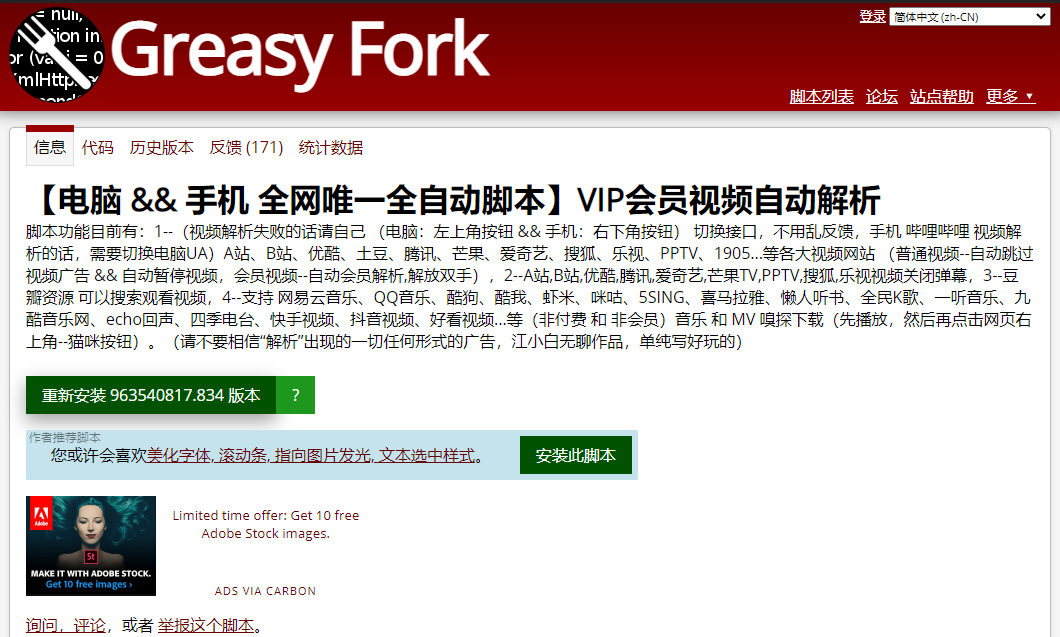 = null,
tion in
or (va i = 0
XmlHttp
Greasy Fork
登录 简体中文 (zh-CN)
脚本列表 论坛 站点帮助 更多 ▼
信息 代码 历史版本 反馈 (171) 统计数据
【电脑 && 手机 全网唯一全自动脚本】VIP会员视频自动解析
脚本功能目前有：1--（视频解析失败的话请自己 （电脑：左上角按钮 && 手机：右下角按钮） 切换接口，不用乱反馈，手机 哔哩哔哩 视频解
析的话，需要切换电脑UA）A站、B站、优酷、土豆、腾讯、芒果、爱奇艺、搜狐、乐视、PPTV、1905...等各大视频网站 （普通视频--自动跳过
视频广告 && 自动暂停视频，会员视频--自动会员解析,解放双手），2--A站,B站,优酷,腾讯,爱奇艺,芒果TV,PPTV,搜狐,乐视视频关闭弹幕，3--豆
瓣资源 可以搜索观看视频，4--支持 网易云音乐、QQ音乐、酷狗、酷我、虾米、咪咕、5SING、喜马拉雅、懒人听书、全民K歌、一听音乐、九
酷音乐网、echo回声、四季电台、快手视频、抖音视频、好看视频...等（非付费 和 非会员）音乐 和 MV 嗅探下载（先播放，然后再点击网页右
上角--猫咪按钮）。（请不要相信“解析”出现的一切任何形式的广告，江小白无聊作品，单纯写好玩的）
重新安装 963540817.834 版本 ?
作者推荐脚本
您或许会喜欢美化字体, 滚动条, 指向图片发光, 文本选中样式。 安装此脚本
Adobe
St
MAKE IT WITH ADOBE STOCK.
Get 10 free images ›
Limited time offer: Get 10 free
Adobe Stock images.
ADS VIA CARBON
询问，评论，或者 举报这个脚本。